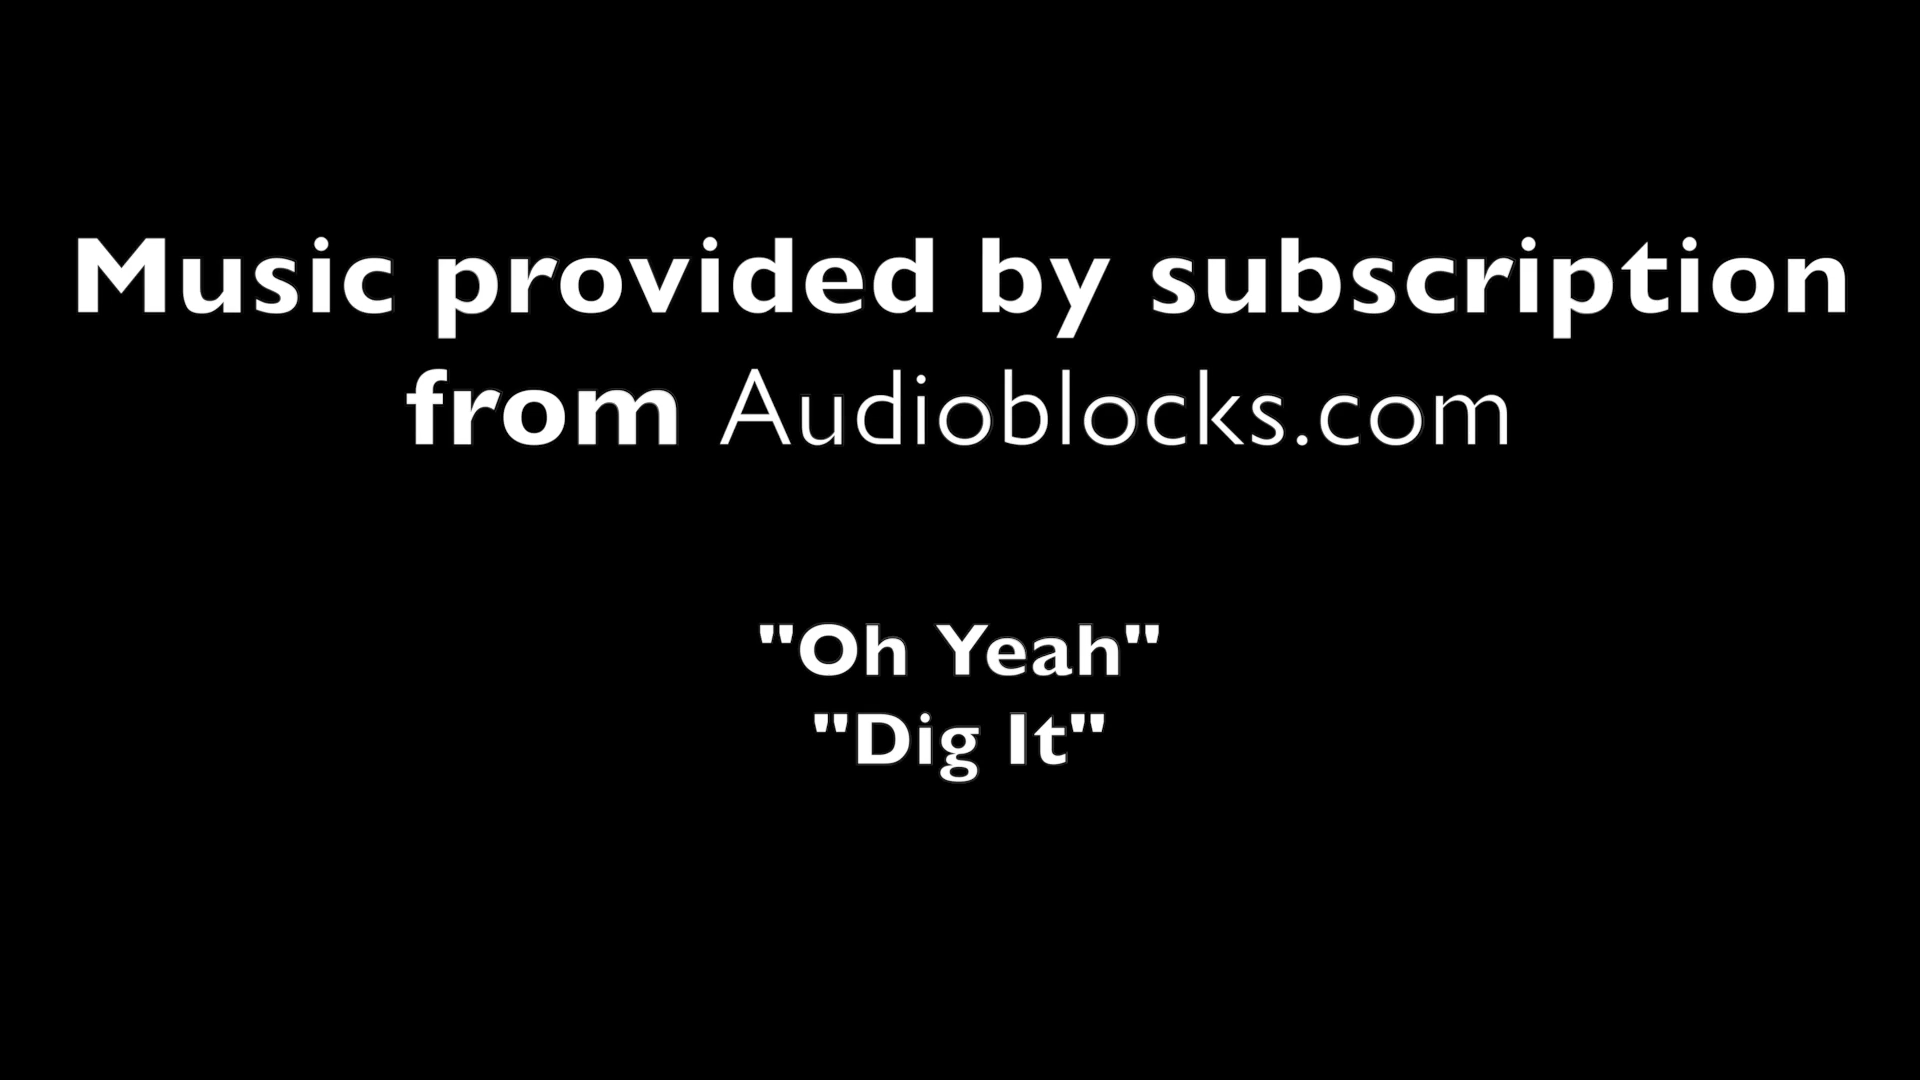 Music provided by subscription
from Audioblocks.com
"Oh Yeah"
"Dig It"